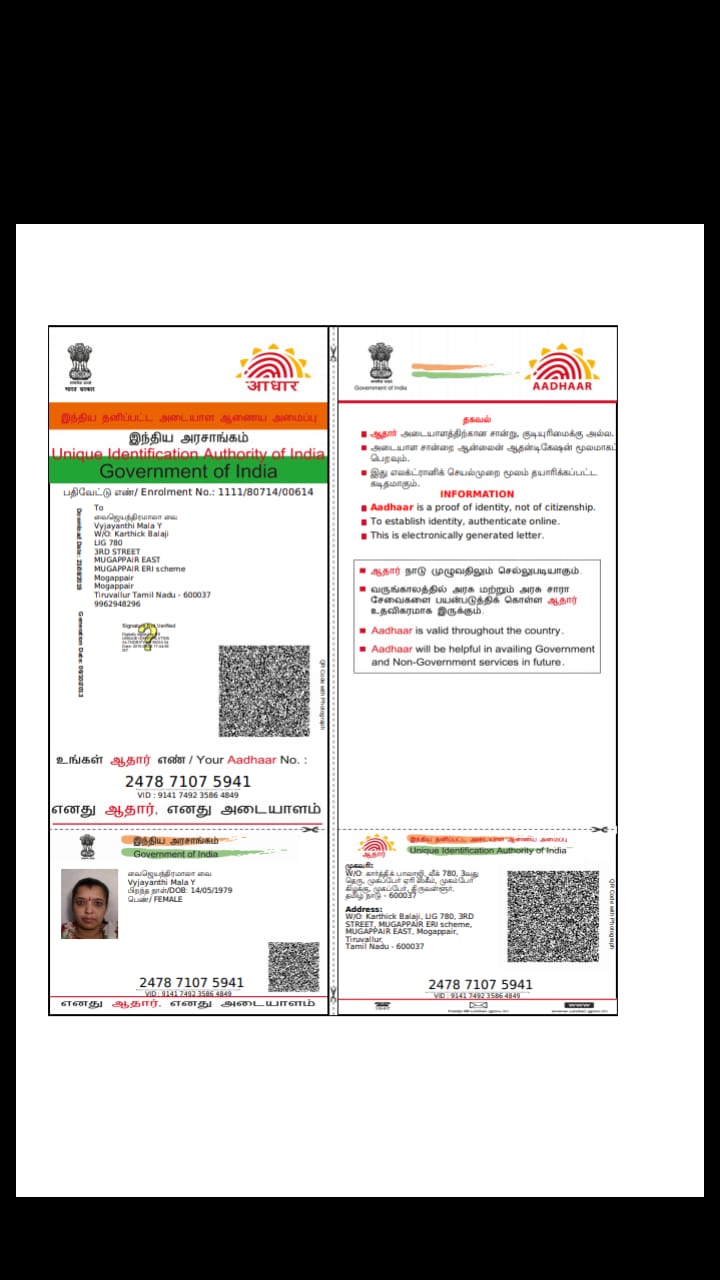 भारत सरकार
आधार
இந்திய தனிப்பட்ட அடையாள ஆணைய அமைப்பு
இந்திய அரசாங்கம்
Unique Identification Authority of India
Government of India
பதிவேட்டு எண்/ Enrolment No.: 1111/80714/00614
To
வைஜெயந்திரமாலா வை
Vyjayanthi Mala Y
W/O: Karthick Balaji
LIG 780
3RD STREET
MUGAPPAIR EAST
MUGAPPAIR ERI scheme
Mogappair
Mogappair
Tiruvallur Tamil Nadu - 600037
9962948296
Download Date:
Generation Date:
Signature Not Verified
QR Code with Photograph
உங்கள் ஆதார் எண் / Your Aadhaar No. :
2478 7107 5941
VID : 9141 7492 3586 4849
எனது ஆதார், எனது அடையாளம்
Government of India
AADHAAR
தகவல்
ஆதார் அடையாளத்திற்கான சான்று, குடியுரிமைக்கு அல்ல.
அடையாள சான்றை ஆன்லைன் ஆதன்டிகேஷன் மூலமாகப்
பெறவும்.
இது எலக்ட்ரானிக் செயல்முறை மூலம் தயாரிக்கப்பட்ட
கடிதமாகும்.
INFORMATION
Aadhaar is a proof of identity, not of citizenship.
To establish identity, authenticate online.
This is electronically generated letter.
ஆதார் நாடு முழுவதிலும் செல்லுபடியாகும்.
வருங்காலத்தில் அரசு மற்றும் அரசு சாரா
சேவைகளை பயன்படுத்திக் கொள்ள ஆதார்
உதவிகரமாக இருக்கும்.
Aadhaar is valid throughout the country.
Aadhaar will be helpful in availing Government
and Non-Government services in future.
இந்திய அரசாங்கம்
Government of India
வைஜெயந்திரமாலா வை
Vyjayanthi Mala Y
பிறந்த நாள்/DOB: 14/05/1979
பெண்/ FEMALE
2478 7107 5941
VID : 9141 7492 3586 4849
எனது ஆதார், எனது அடையாளம்
ஆதார்
இந்திய தனிப்பட்ட அடையாள ஆணைய அமைப்பு
Unique Identification Authority of India
முகவரி:
W/O: கார்த்திக் பாலாஜி, லீக் 780, 3வது
தெரு, முகப்பேர் ஏரி ஸ்கீம், முகப்பேர்
கிழக்கு, முகப்பேர், திருவள்ளூர்,
தமிழ் நாடு - 600037
Address:
W/O: Karthick Balaji, LIG 780, 3RD
STREET, MUGAPPAIR ERI scheme,
MUGAPPAIR EAST, Mogappair,
Tiruvallur,
Tamil Nadu - 600037
QR Code with Photograph
2478 7107 5941
VID : 9141 7492 3586 4849
www